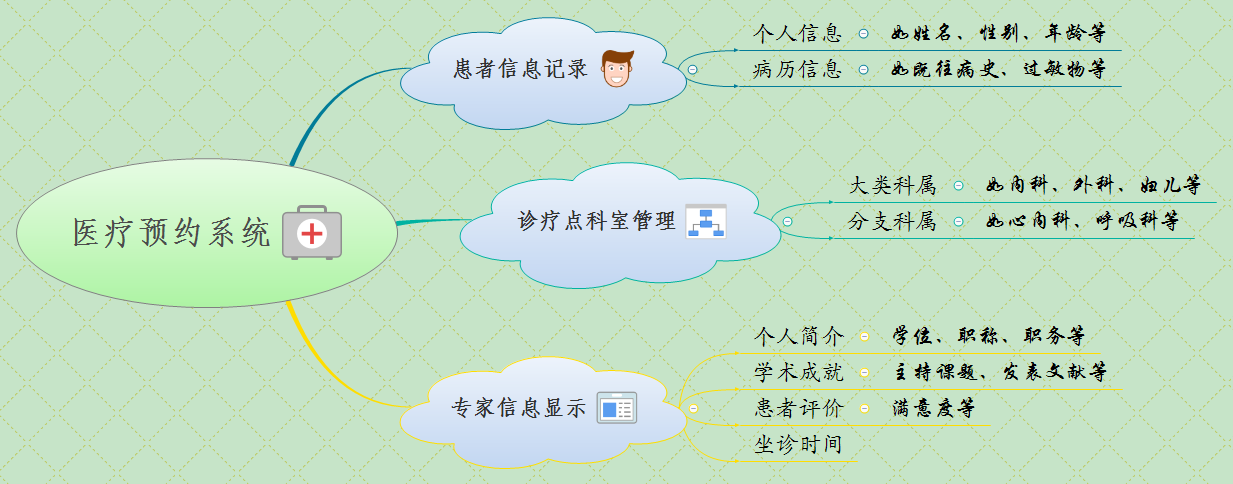 医疗预约系统
患者信息记录
个人信息 如姓名、性别、年龄等
病历信息 如既往病史、过敏物等
诊疗点科室管理
大类科属 如内科、外科、妇儿等
分支科属 如心内科、呼吸科等
专家信息显示
个人简介 学位、职称、职务等
学术成就 主持课题、发表文献等
患者评价 满意度等
坐诊时间